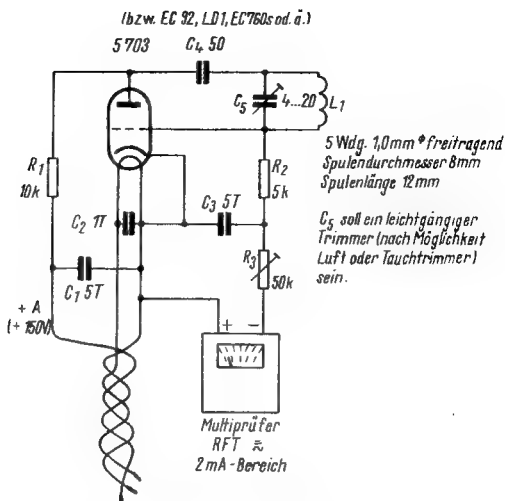 (bzw. EC 92, LD1, EC760 s od. ä.)
5703
C4 50
C5
4...20
L1
R1
10k
R2
5k
C2 1T
C3 5T
R3
50k
C1 5T
+ A
(+ 150V)
+ -
Multiprüfer
RFT ≈
2mA-Bereich
5 Wdg. 1,0mm ⌀ freitragend
Spulendurchmesser 8mm
Spulenlänge 12mm
C5 soll ein leichtgängiger
Trimmer (nach Möglichkeit
Luft oder Tauchtrimmer)
sein.